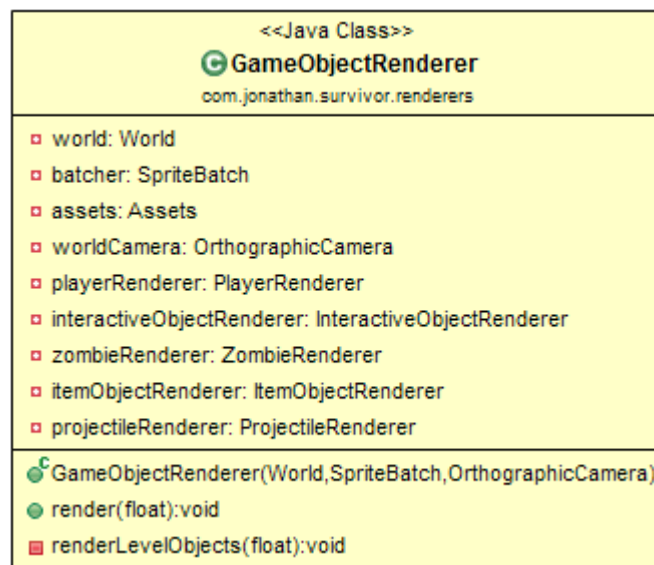 <<Java Class>>
C GameObjectRenderer
com.jonathan.survivor.renderers
world: World
batcher: SpriteBatch
assets: Assets
worldCamera: OrthographicCamera
playerRenderer: PlayerRenderer
interactiveObjectRenderer: InteractiveObjectRenderer
zombieRenderer: ZombieRenderer
itemObjectRenderer: ItemObjectRenderer
projectileRenderer: ProjectileRenderer
C GameObjectRenderer(World,SpriteBatch,OrthographicCamera)
render(float):void
renderLevelObjects(float):void